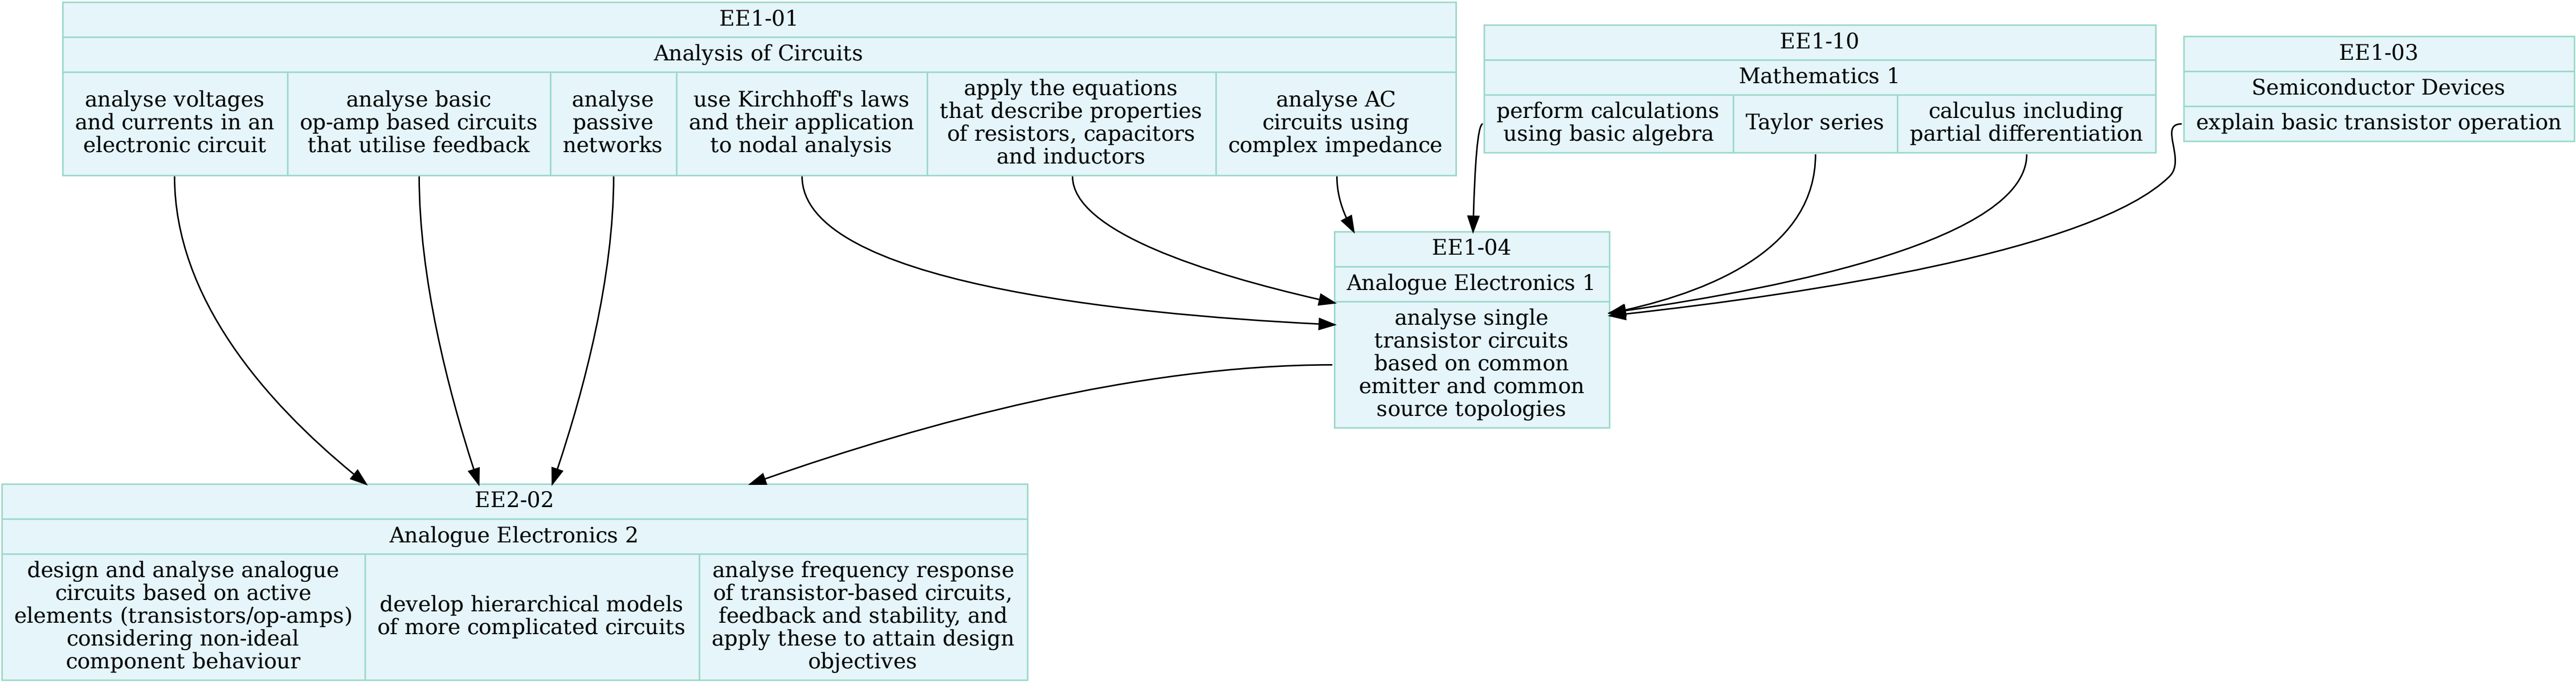 EE1-01
Analysis of Circuits
analyse voltages
and currents in an
electronic circuit
analyse basic
op-amp based circuits
that utilise feedback
analyse
passive
networks
use Kirchhoff's laws
and their application
to nodal analysis
apply the equations
that describe properties
of resistors, capacitors
and inductors
analyse AC
circuits using
complex impedance
EE1-10
Mathematics 1
perform calculations
using basic algebra
Taylor series
calculus including
partial differentiation
EE1-03
Semiconductor Devices
explain basic transistor operation
EE1-04
Analogue Electronics 1
analyse single
transistor circuits
based on common
emitter and common
source topologies
EE2-02
Analogue Electronics 2
design and analyse analogue
circuits based on active
elements (transistors/op-amps)
considering non-ideal
component behaviour
develop hierarchical models
of more complicated circuits
analyse frequency response
of transistor-based circuits,
feedback and stability, and
apply these to attain design
objectives